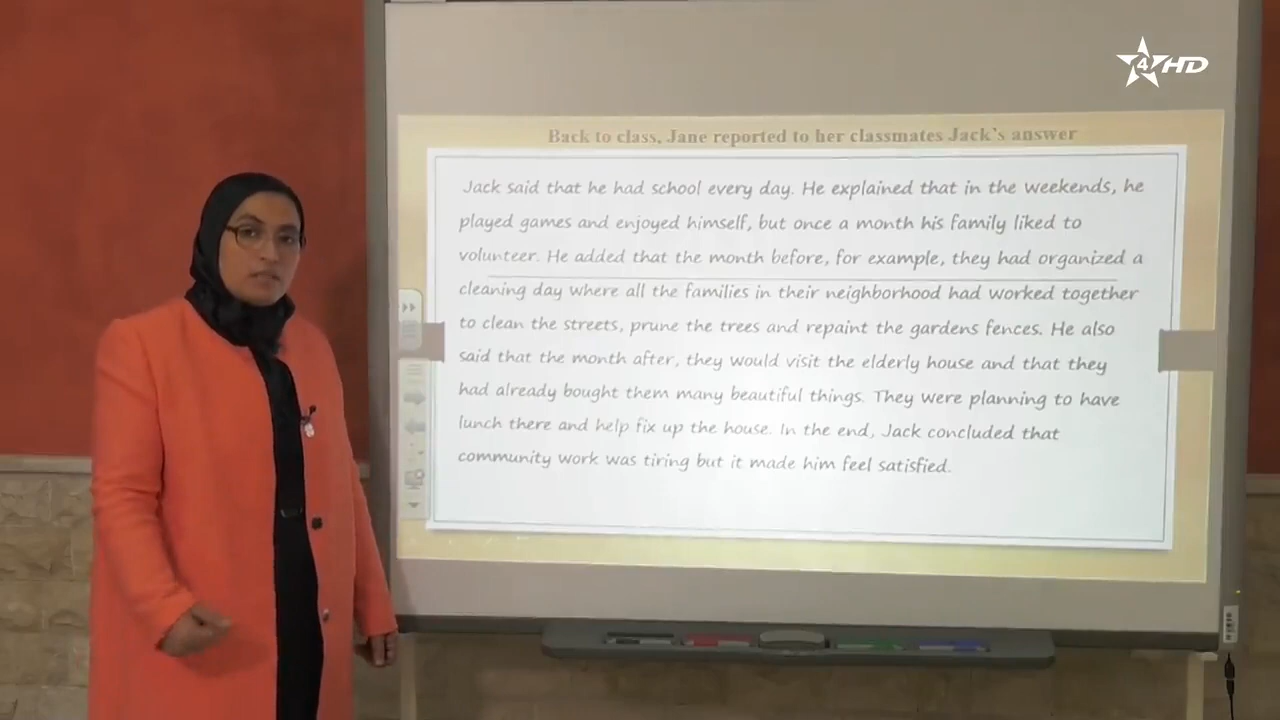 4 HD
Back to class, Jane reported to her classmates Jack's answer
Jack said that he had school every day. He explained that in the weekends, he
played games and enjoyed himself, but once a month his family liked to
volunteer. He added that the month before, for example, they had organized a
cleaning day where all the families in their neighborhood had worked together
to clean the streets, prune the trees and repaint the gardens fences. He also
said that the month after, they would visit the elderly house and that they
had already bought them many beautiful things. They were planning to have
lunch there and help fix up the house. In the end, Jack concluded that
community work was tiring but it made him feel satisfied.